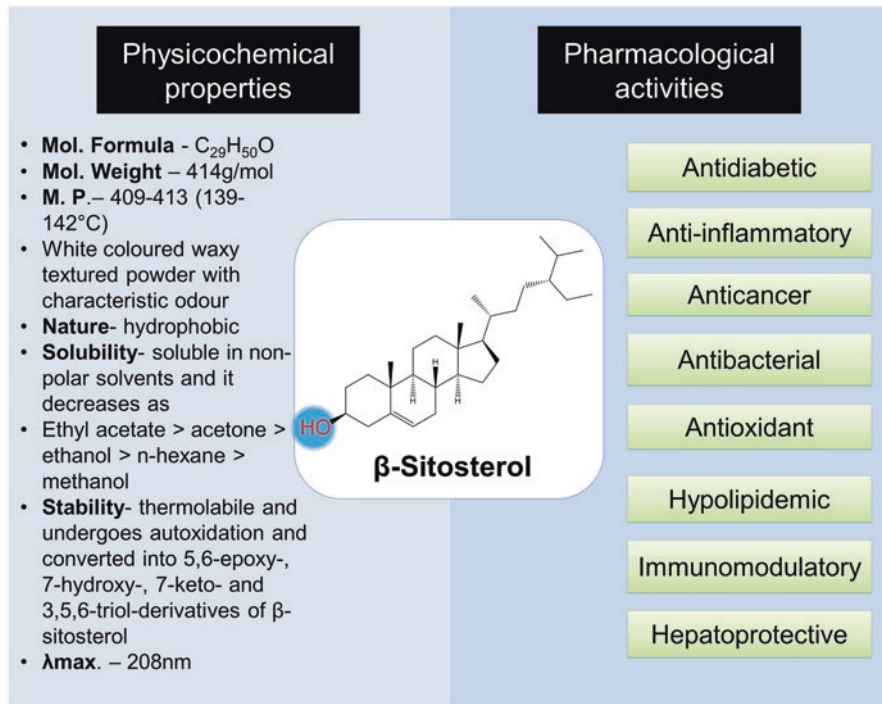 Physicochemical
properties
• Mol. Formula - C₂₉H₅₀O
• Mol. Weight – 414g/mol
• M. P.– 409-413 (139-
142°C)
• White coloured waxy
textured powder with
characteristic odour
• Nature- hydrophobic
• Solubility- soluble in non-
polar solvents and it
decreases as
• Ethyl acetate > acetone >
ethanol > n-hexane >
methanol
• Stability- thermolabile and
undergoes autoxidation and
converted into 5,6-epoxy-,
7-hydroxy-, 7-keto- and
3,5,6-triol-derivatives of β-
sitosterol
• λmax. – 208nm
H
H
H
HO
β-Sitosterol
Pharmacological
activities
Antidiabetic
Anti-inflammatory
Anticancer
Antibacterial
Antioxidant
Hypolipidemic
Immunomodulatory
Hepatoprotective